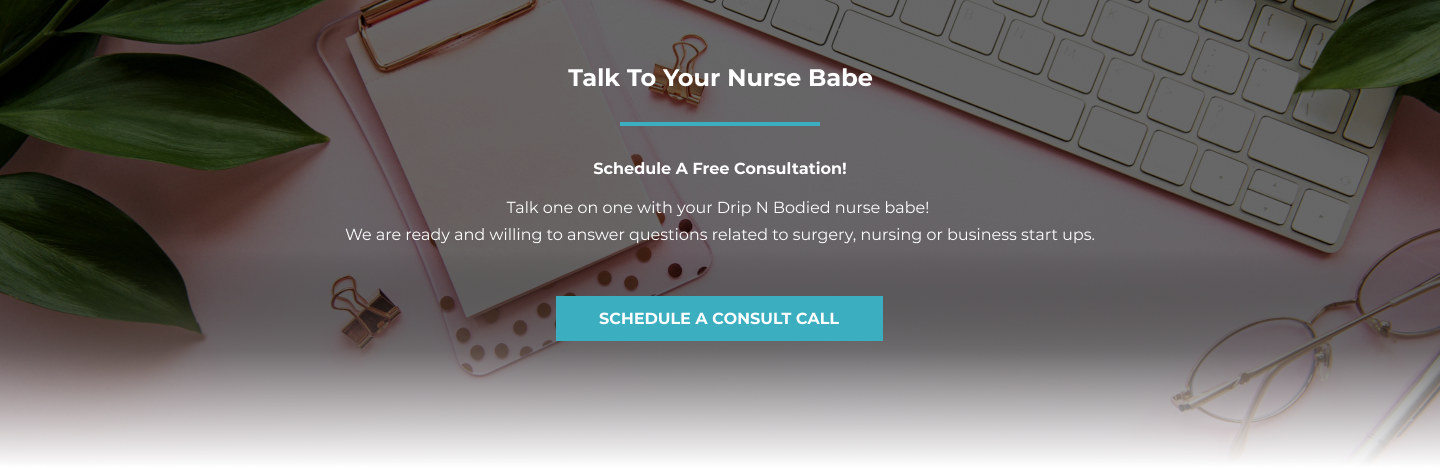 Talk To Your Nurse Babe
Schedule A Free Consultation!
Talk one on one with your Drip N Bodied nurse babe!
We are ready and willing to answer questions related to surgery, nursing or business start ups.
SCHEDULE A CONSULT CALL